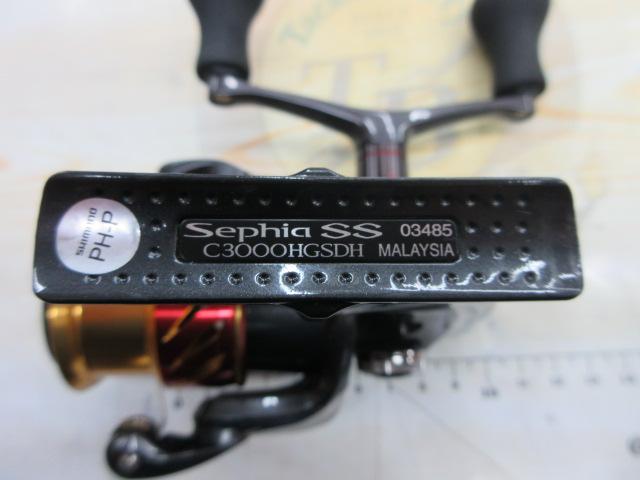 Sephia SS 03485
C3000HGSDH MALAYSIA
SHIMANO
PH-P